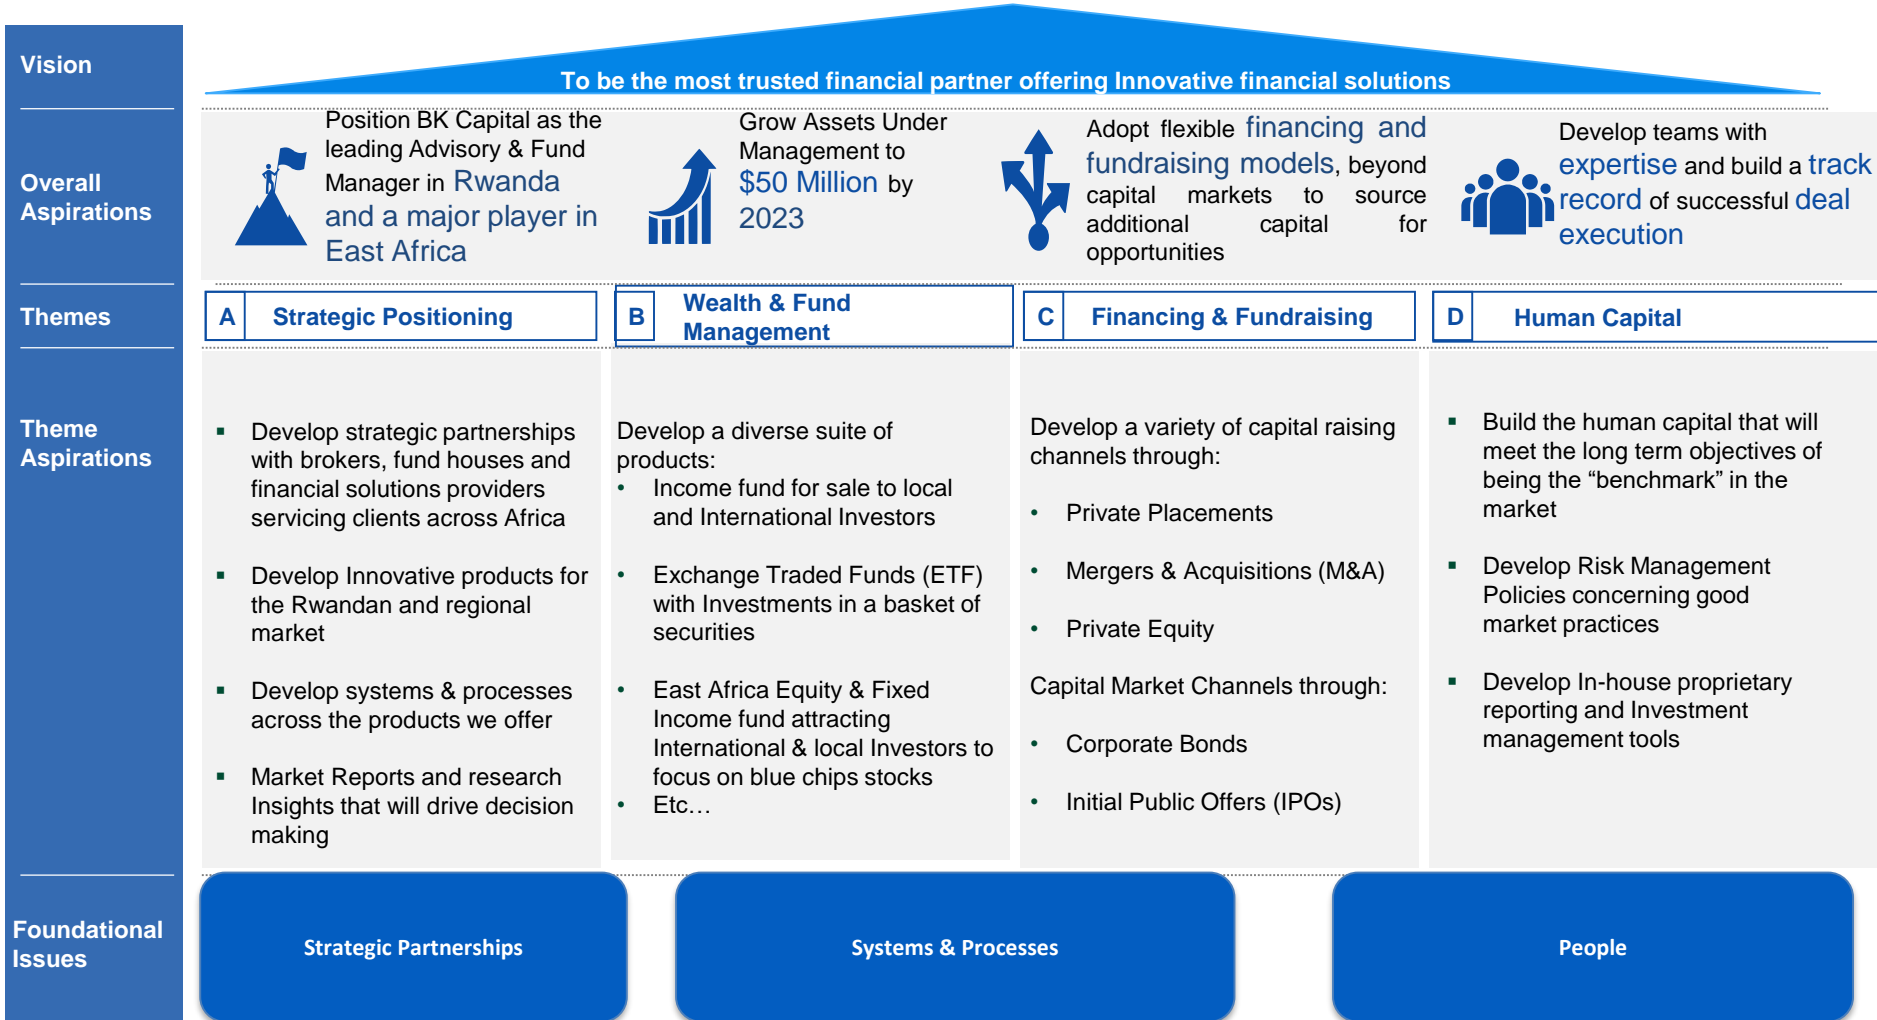 Vision
To be the most trusted financial partner offering Innovative financial solutions
Overall
Aspirations
Position BK Capital as the
leading Advisory & Fund
Manager in Rwanda
and a major player in
East Africa
Grow Assets Under
Management to
$50 Million by
2023
Adopt flexible financing and
fundraising models, beyond
capital markets to source
additional capital for
opportunities
Develop teams with
expertise and build a track
record of successful deal
execution
Themes
A Strategic Positioning
B Wealth & Fund
Management
C Financing & Fundraising
D Human Capital
Theme
Aspirations
▪ Develop strategic partnerships
with brokers, fund houses and
financial solutions providers
servicing clients across Africa
▪ Develop Innovative products for
the Rwandan and regional
market
▪ Develop systems & processes
across the products we offer
▪ Market Reports and research
Insights that will drive decision
making
Develop a diverse suite of
products:
• Income fund for sale to local
and International Investors
• Exchange Traded Funds (ETF)
with Investments in a basket of
securities
• East Africa Equity & Fixed
Income fund attracting
International & local Investors to
focus on blue chips stocks
• Etc…
Develop a variety of capital raising
channels through:
• Private Placements
• Mergers & Acquisitions (M&A)
• Private Equity
Capital Market Channels through:
• Corporate Bonds
• Initial Public Offers (IPOs)
▪ Build the human capital that will
meet the long term objectives of
being the “benchmark” in the
market
▪ Develop Risk Management
Policies concerning good
market practices
▪ Develop In-house proprietary
reporting and Investment
management tools
Foundational
Issues
Strategic Partnerships
Systems & Processes
People